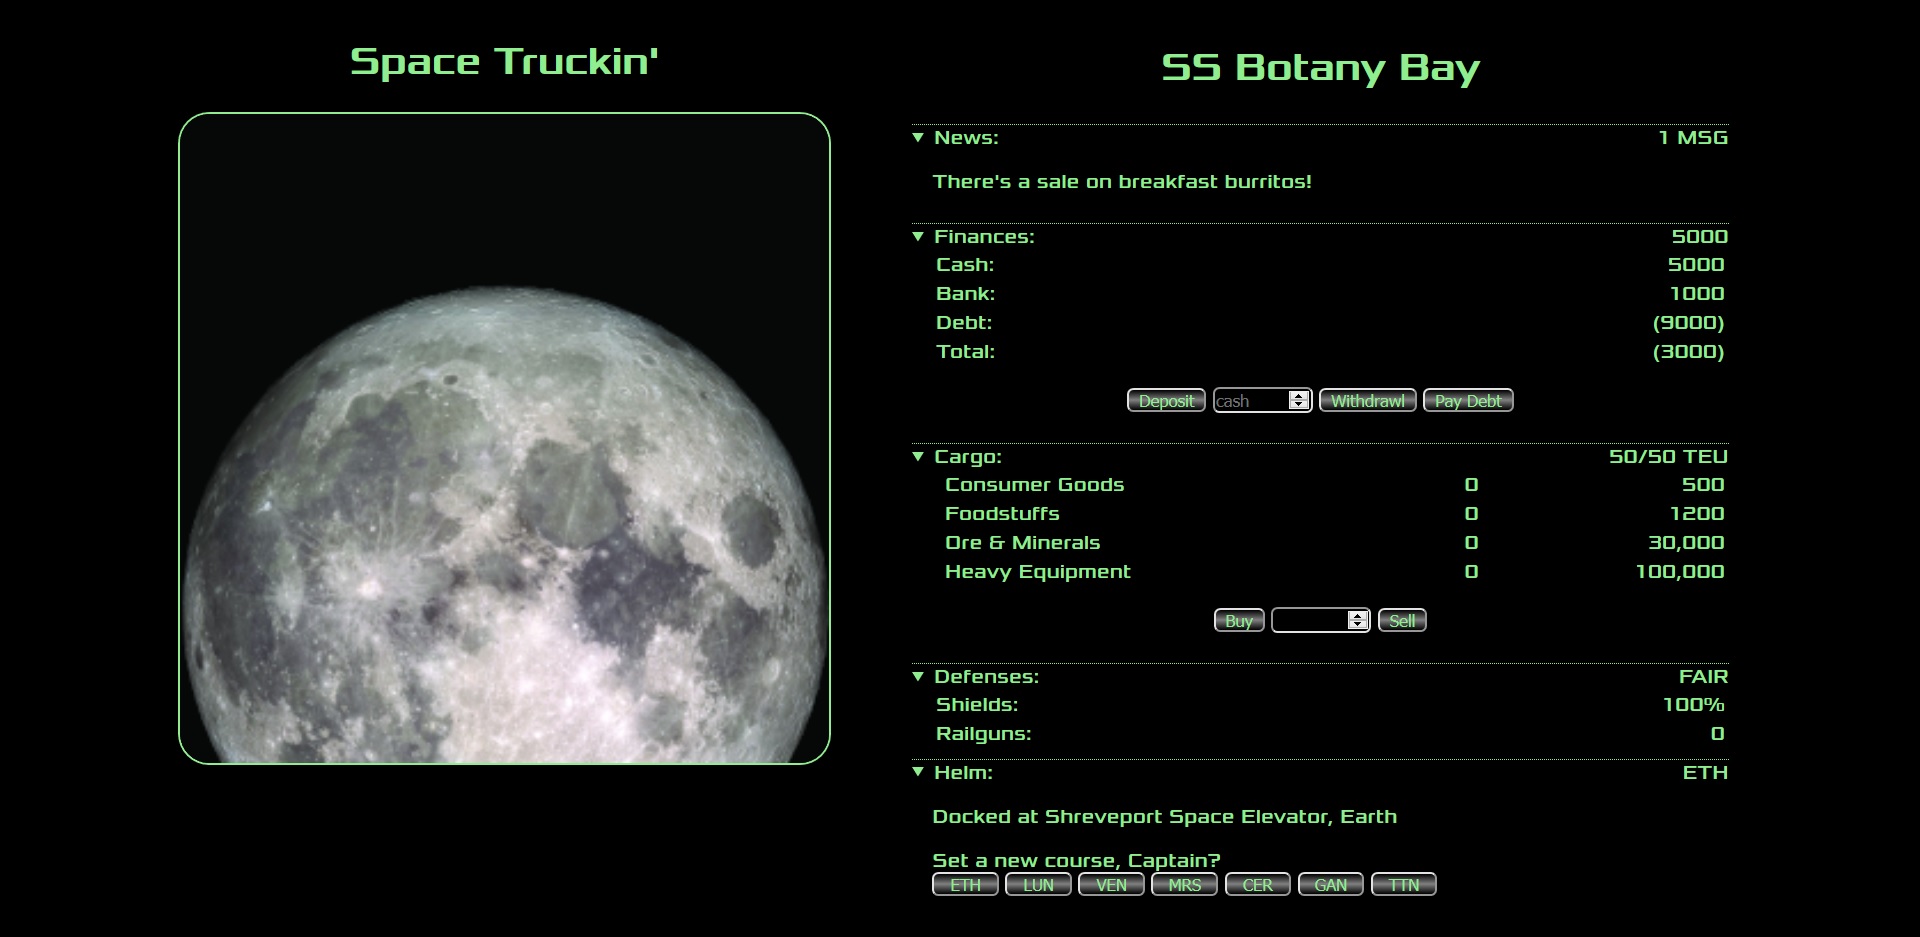 Space Truckin'
SS Botany Bay
News: 1 MSG
There's a sale on breakfast burritos!
Finances: 5000
Cash: 5000
Bank: 1000
Debt: (9000)
Total: (3000)
Deposit cash Withdrawl Pay Debt
Cargo: 50/50 TEU
Consumer Goods 0 500
Foodstuffs 0 1200
Ore & Minerals 0 30,000
Heavy Equipment 0 100,000
Buy Sell
Defenses: FAIR
Shields: 100%
Railguns: 0
Helm: ETH
Docked at Shreveport Space Elevator, Earth
Set a new course, Captain?
ETH LUN VEN MRS CER GAN TTN